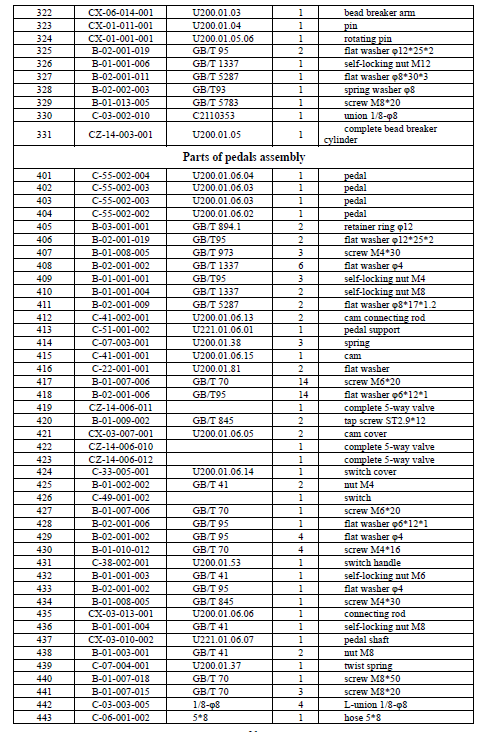 322 CX-06-014-001 U200.01.03 1 bead breaker arm
323 CX-01-011-001 U200.01.04 1 pin
324 CX-01-001-001 U200.01.05.06 1 rotating pin
325 B-02-001-019 GB/T 95 2 flat washer φ12*25*2
326 B-01-001-006 GB/T 1337 1 self-locking nut M12
327 B-02-001-011 GB/T 5287 1 flat washer φ8*30*3
328 B-02-002-003 GB/T93 1 spring washer φ8
329 B-01-013-005 GB/T 5783 1 screw M8*20
330 C-03-002-010 C2110353 1 union 1/8-φ8
331 CZ-14-003-001 U200.01.05 1 complete bead breaker
cylinder
Parts of pedals assembly
401 C-55-002-004 U200.01.06.04 1 pedal
402 C-55-002-003 U200.01.06.03 1 pedal
403 C-55-002-003 U200.01.06.03 1 pedal
404 C-55-002-002 U200.01.06.02 1 pedal
405 B-03-001-001 GB/T 894.1 2 retainer ring φ12
406 B-02-001-019 GB/T95 2 flat washer φ12*25*2
407 B-01-008-005 GB/T 973 3 screw M4*30
408 B-02-001-002 GB/T 1337 6 flat washer φ4
409 B-01-001-001 GB/T95 3 self-locking nut M4
410 B-01-001-004 GB/T 1337 2 self-locking nut M8
411 B-02-001-009 GB/T 5287 2 flat washer φ8*17*1.2
412 C-41-002-001 U200.01.06.13 2 cam connecting rod
413 C-51-001-002 U221.01.06.01 1 pedal support
414 C-07-003-001 U200.01.38 3 spring
415 C-41-001-001 U200.01.06.15 1 cam
416 C-22-001-001 U200.01.81 2 flat washer
417 B-01-007-006 GB/T 70 14 screw M6*20
418 B-02-001-006 GB/T95 14 flat washer φ6*12*1
419 CZ-14-006-011 1 complete 5-way valve
420 B-01-009-002 GB/T 845 2 tap screw ST2.9*12
421 CX-03-007-001 U200.01.06.05 2 cam cover
422 CZ-14-006-010 1 complete 5-way valve
423 CZ-14-006-012 1 complete 5-way valve
424 C-33-005-001 U200.01.06.14 1 switch cover
425 B-01-002-002 GB/T 41 2 nut M4
426 C-49-001-002 1 switch
427 B-01-007-006 GB/T 70 1 screw M6*20
428 B-02-001-006 GB/T 95 1 flat washer φ6*12*1
429 B-02-001-002 GB/T 95 4 flat washer φ4
430 B-01-010-012 GB/T 70 4 screw M4*16
431 C-38-002-001 U200.01.53 1 switch handle
432 B-01-001-003 GB/T 41 1 self-locking nut M6
433 B-02-001-002 GB/T 95 1 flat washer φ4
434 B-01-008-005 GB/T 845 1 screw M4*30
435 CX-03-013-001 U200.01.06.06 1 connecting rod
436 B-01-001-004 GB/T 41 1 self-locking nut M8
437 CX-03-010-002 U221.01.06.07 1 pedal shaft
438 B-01-003-001 GB/T 41 2 nut M8
439 C-07-004-001 U200.01.37 1 twist spring
440 B-01-007-018 GB/T 70 1 screw M8*50
441 B-01-007-015 GB/T 70 3 screw M8*20
442 C-03-003-005 1/8-φ8 4 L-union 1/8-φ8
443 C-06-001-002 5*8 1 hose 5*8